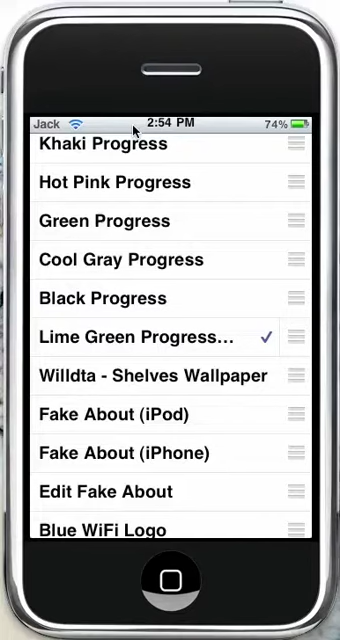 Jack 2:54 PM 74%
Khaki Progress
Hot Pink Progress
Green Progress
Cool Gray Progress
Black Progress
Lime Green Progress...
Willdta - Shelves Wallpaper
Fake About (iPod)
Fake About (iPhone)
Edit Fake About
Blue WiFi Logo